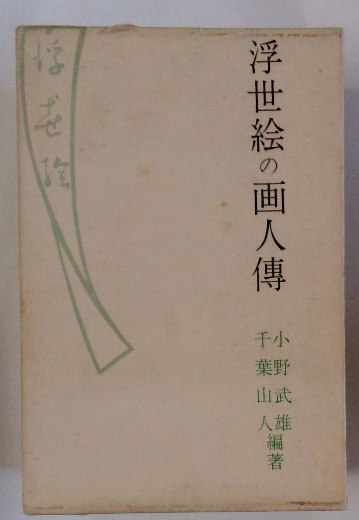 浮世絵の画人傳
小野武雄
千葉山人編著
浮世絵